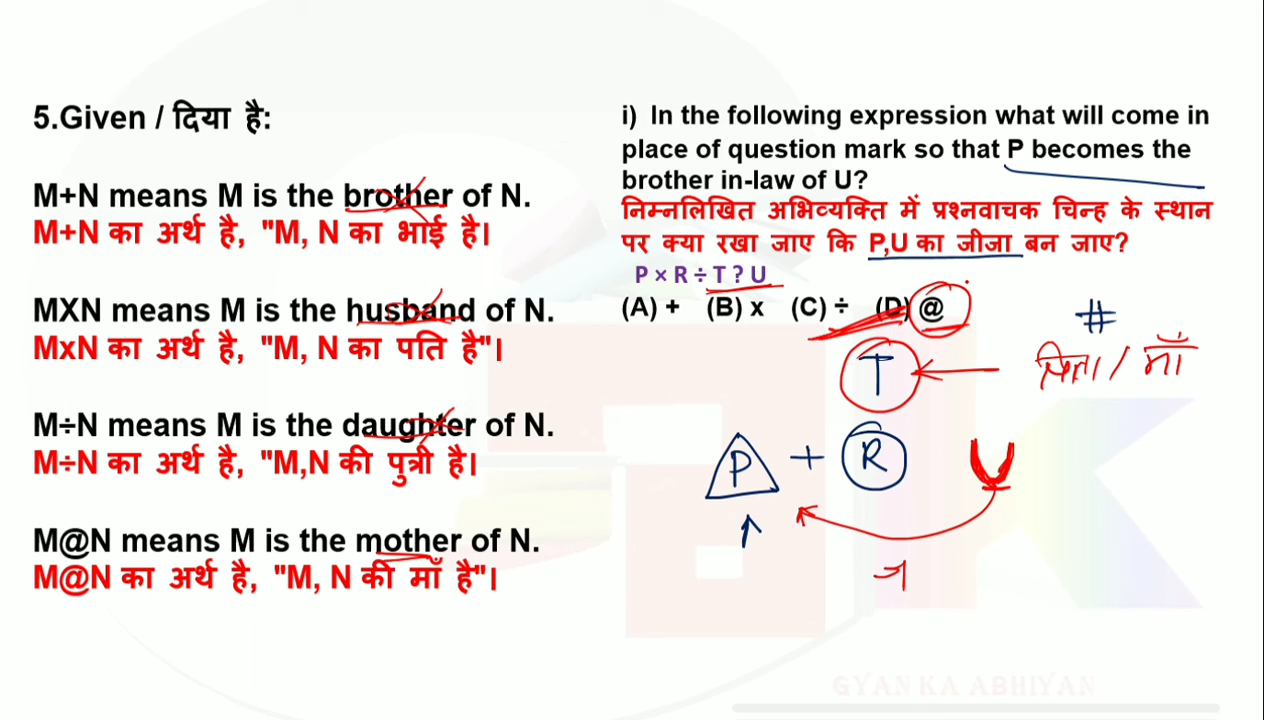 5.Given / दिया है:
M+N means M is the brother of N.
M+N का अर्थ है, "M, N का भाई है।
MXN means M is the husband of N.
MxN का अर्थ है, "M, N का पति है"।
M÷N means M is the daughter of N.
M÷N का अर्थ है, "M,N की पुत्री है।
M@N means M is the mother of N.
M@N का अर्थ है, "M, N की माँ है"।
i) In the following expression what will come in
place of question mark so that P becomes the
brother in-law of U?
निम्नलिखित अभिव्यक्ति में प्रश्नवाचक चिन्ह के स्थान
पर क्या रखा जाए कि P,U का जीजा बन जाए?
P × R ÷ T ? U
(A) + (B) x (C) ÷ (D) @
#
T
पिता / माँ
P + R U
GYAN KA ABHIYAN